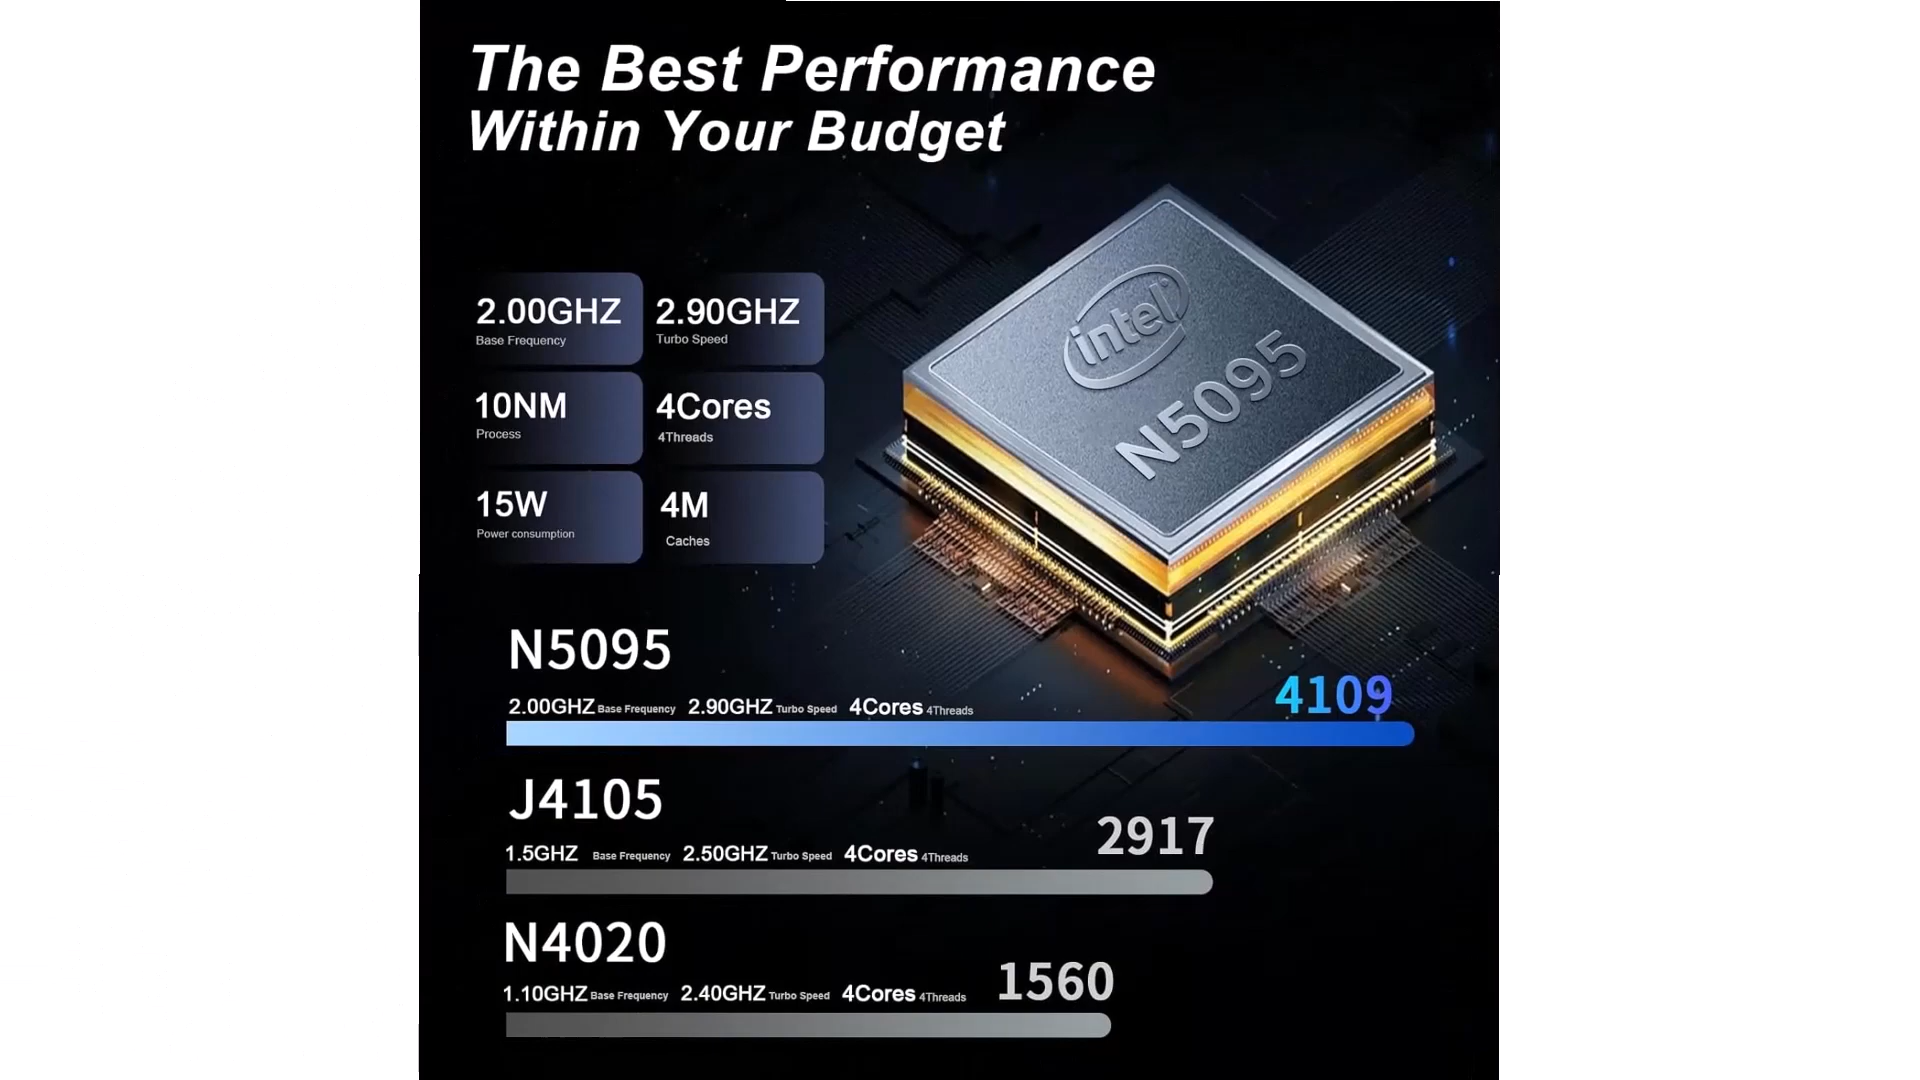 The Best Performance
Within Your Budget
2.00GHZ 2.90GHZ
Base Frequency Turbo Speed
10NM 4Cores
Process 4Threads
15W 4M
Power consumption Caches
intel
N5095
N5095
4109
2.00GHZ Base Frequency 2.90GHZ Turbo Speed 4Cores 4Threads
J4105
2917
1.5GHZ Base Frequency 2.50GHZ Turbo Speed 4Cores 4Threads
N4020
1560
1.10GHZ Base Frequency 2.40GHZ Turbo Speed 4Cores 4Threads